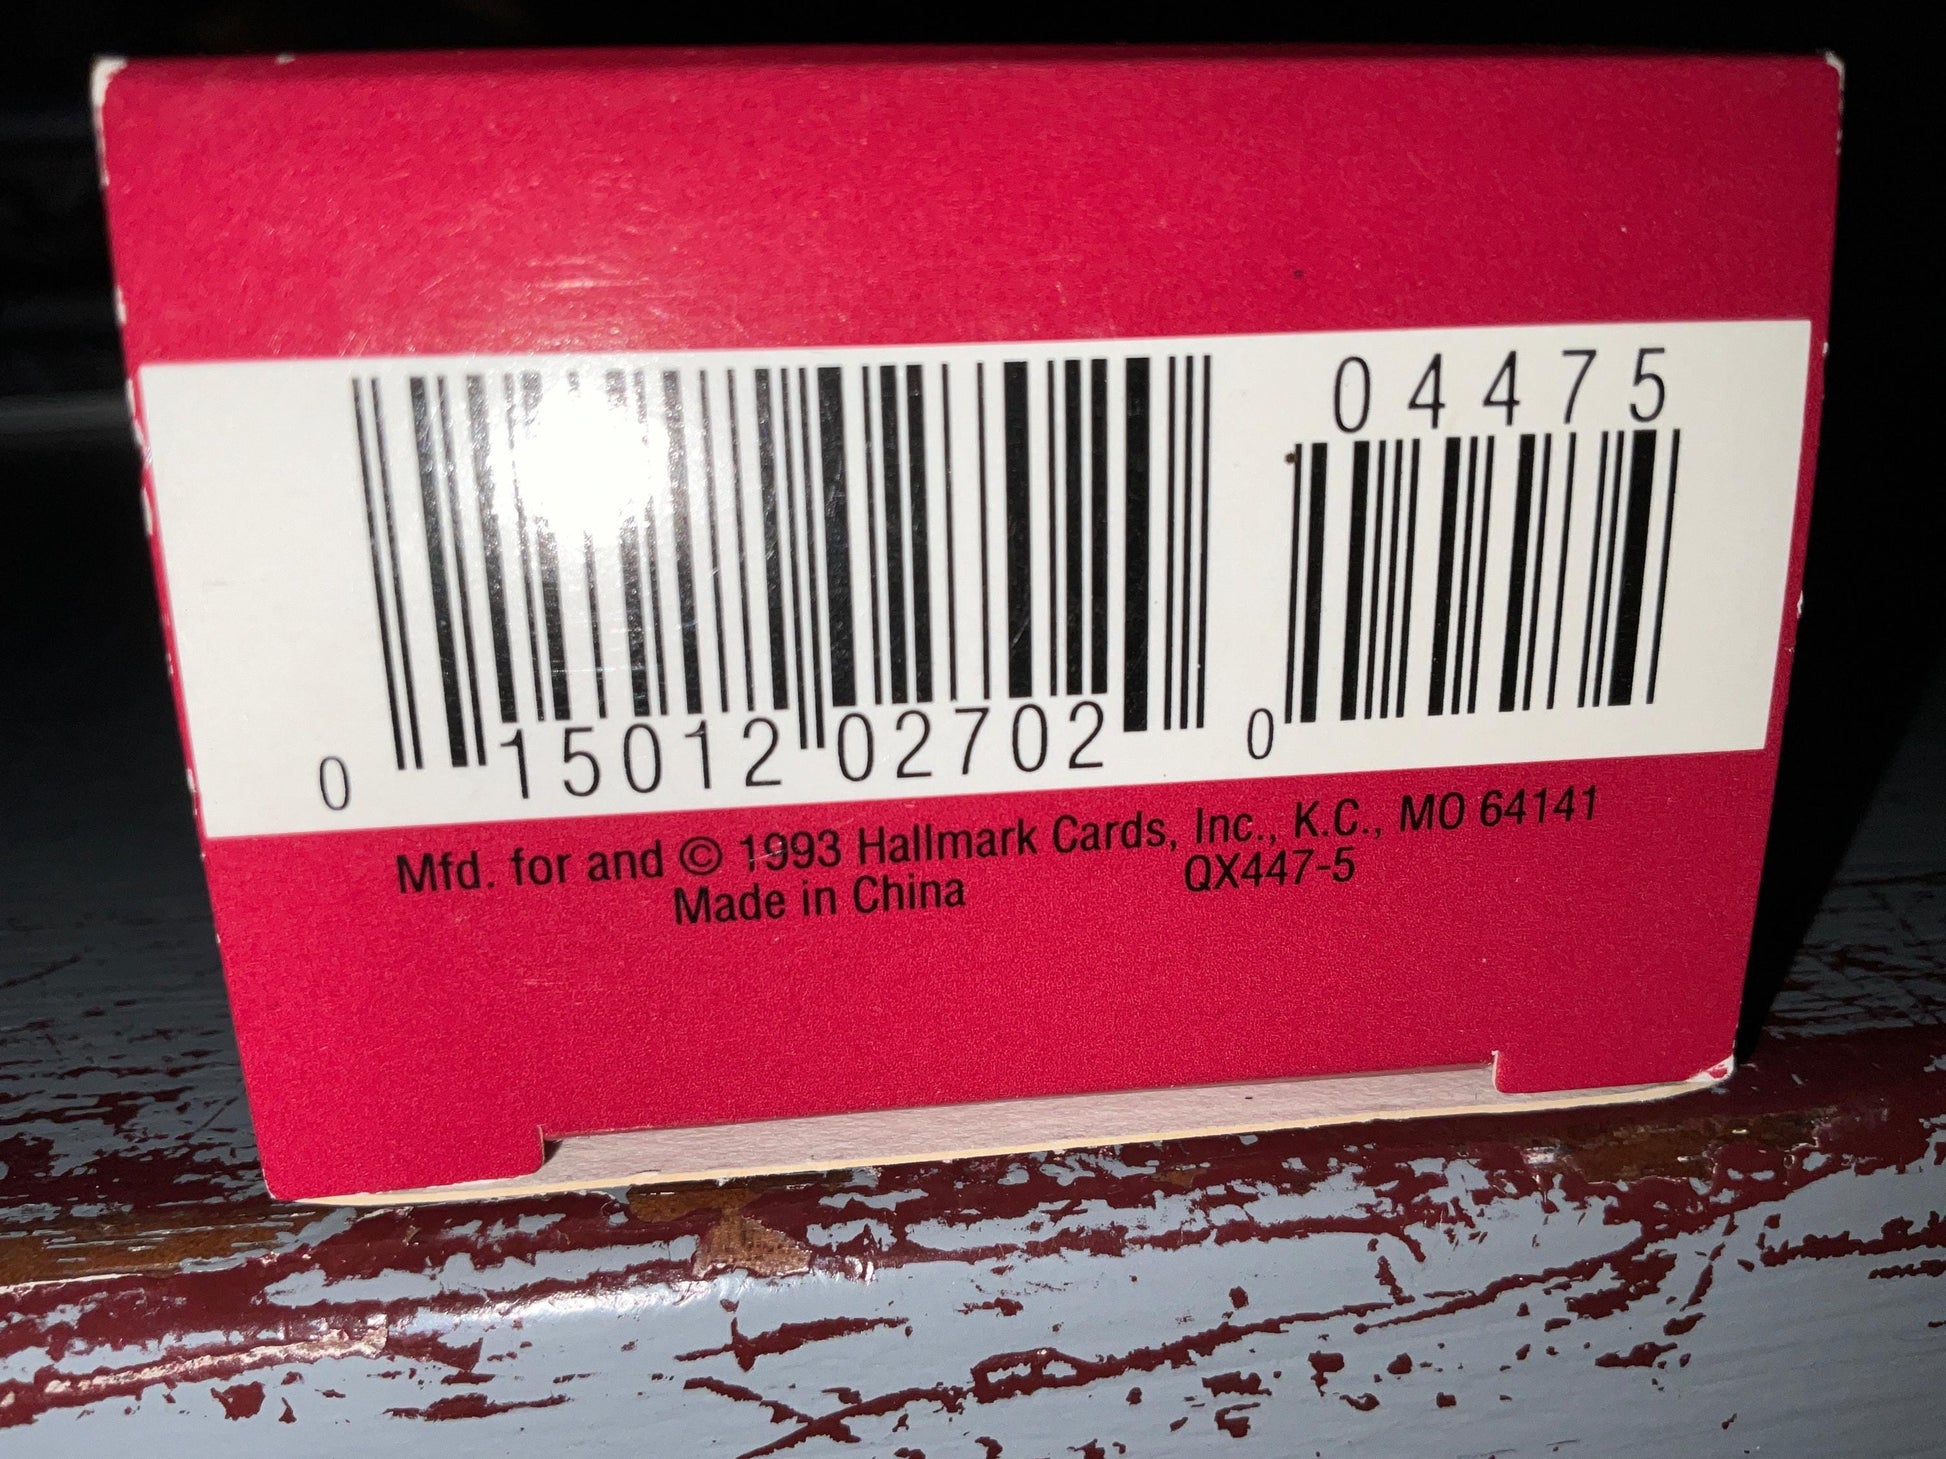 04475
0 15012 02702 0
Mfd. for and © 1993 Hallmark Cards, Inc., K.C., MO 64141
Made in China QX447-5